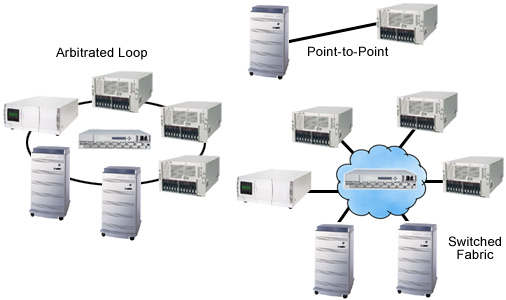 Arbitrated Loop
Point-to-Point
Switched
Fabric